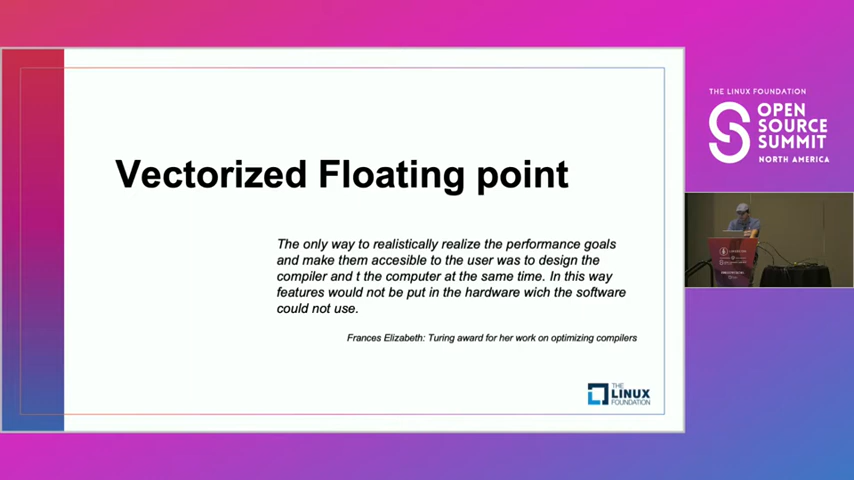 Vectorized Floating point
The only way to realistically realize the performance goals
and make them accesible to the user was to design the
compiler and t the computer at the same time. In this way
features would not be put in the hardware wich the software
could not use.
Frances Elizabeth: Turing award for her work on optimizing compilers
THE
LINUX
FOUNDATION
THE LINUX FOUNDATION
OPEN
SOURCE
SUMMIT
NORTH AMERICA